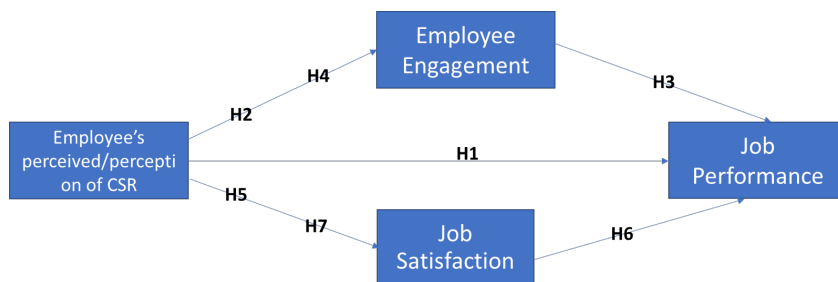 Employee
Engagement
H4
H3
H2
Employee's
perceived/percepti
on of CSR
H1
Job
Performance
H5
H7
Job
Satisfaction
H6